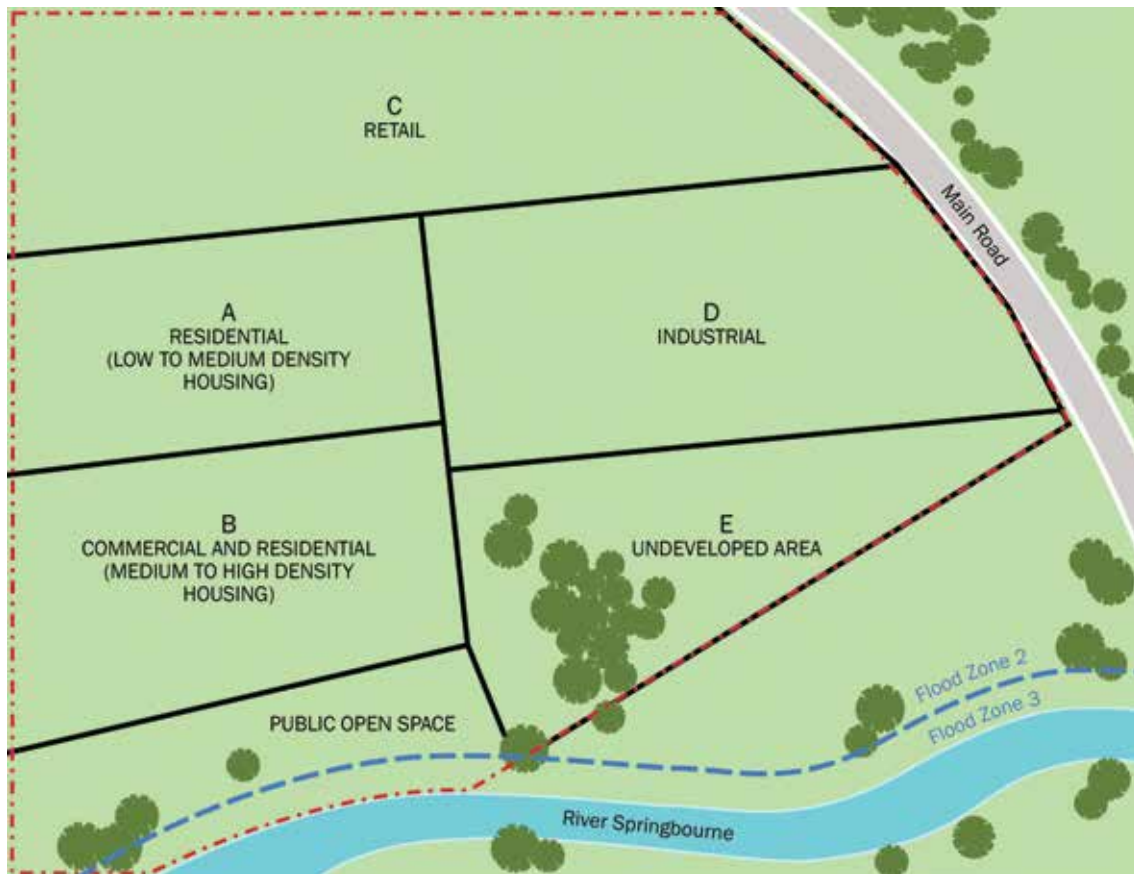 C
RETAIL
Main Road
A
RESIDENTIAL
(LOW TO MEDIUM DENSITY
HOUSING)
D
INDUSTRIAL
B
COMMERCIAL AND RESIDENTIAL
(MEDIUM TO HIGH DENSITY
HOUSING)
E
UNDEVELOPED AREA
Flood Zone 2
Flood Zone 3
PUBLIC OPEN SPACE
River Springbourne